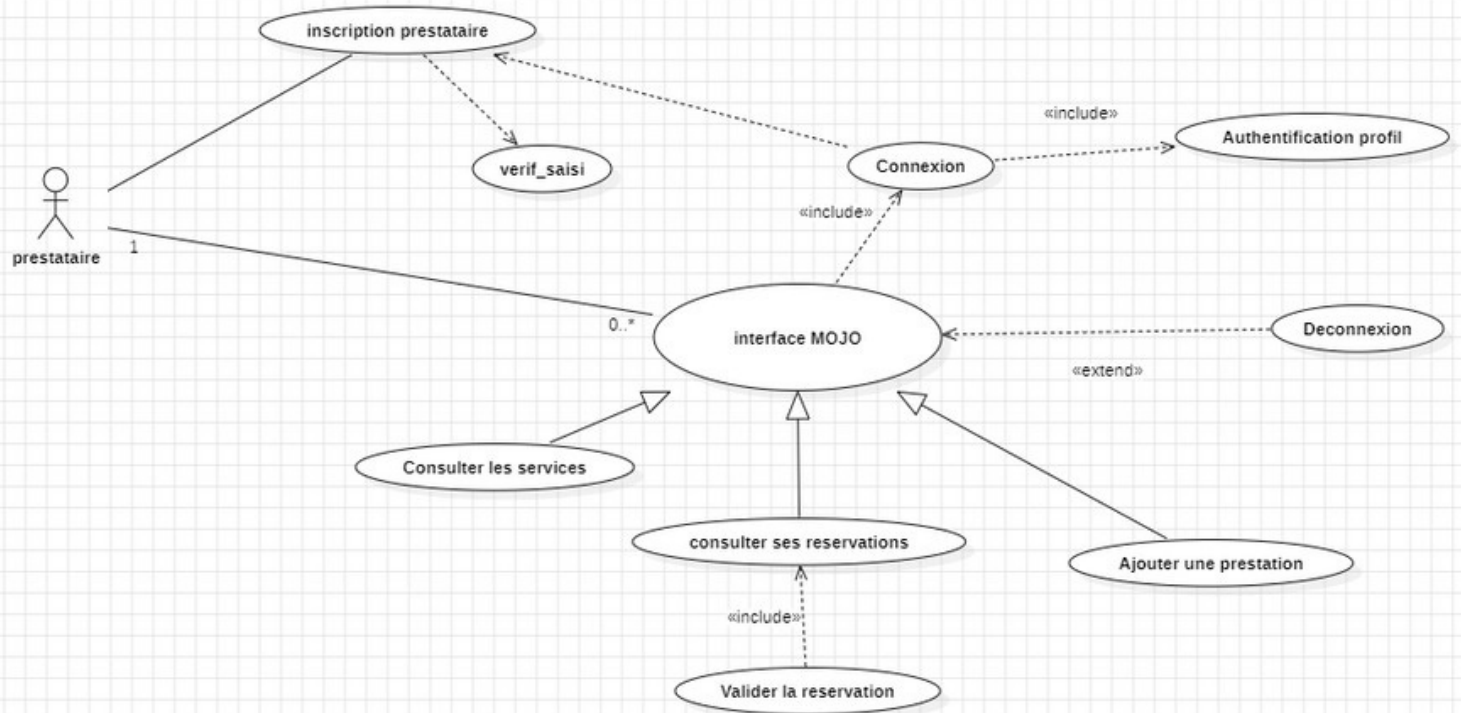 inscription prestataire
«include»
Authentification profil
verif_saisi
Connexion
«include»
prestataire
1
0..*
interface MOJO
Deconnexion
«extend»
Consulter les services
consulter ses reservations
Ajouter une prestation
«include»
Valider la reservation